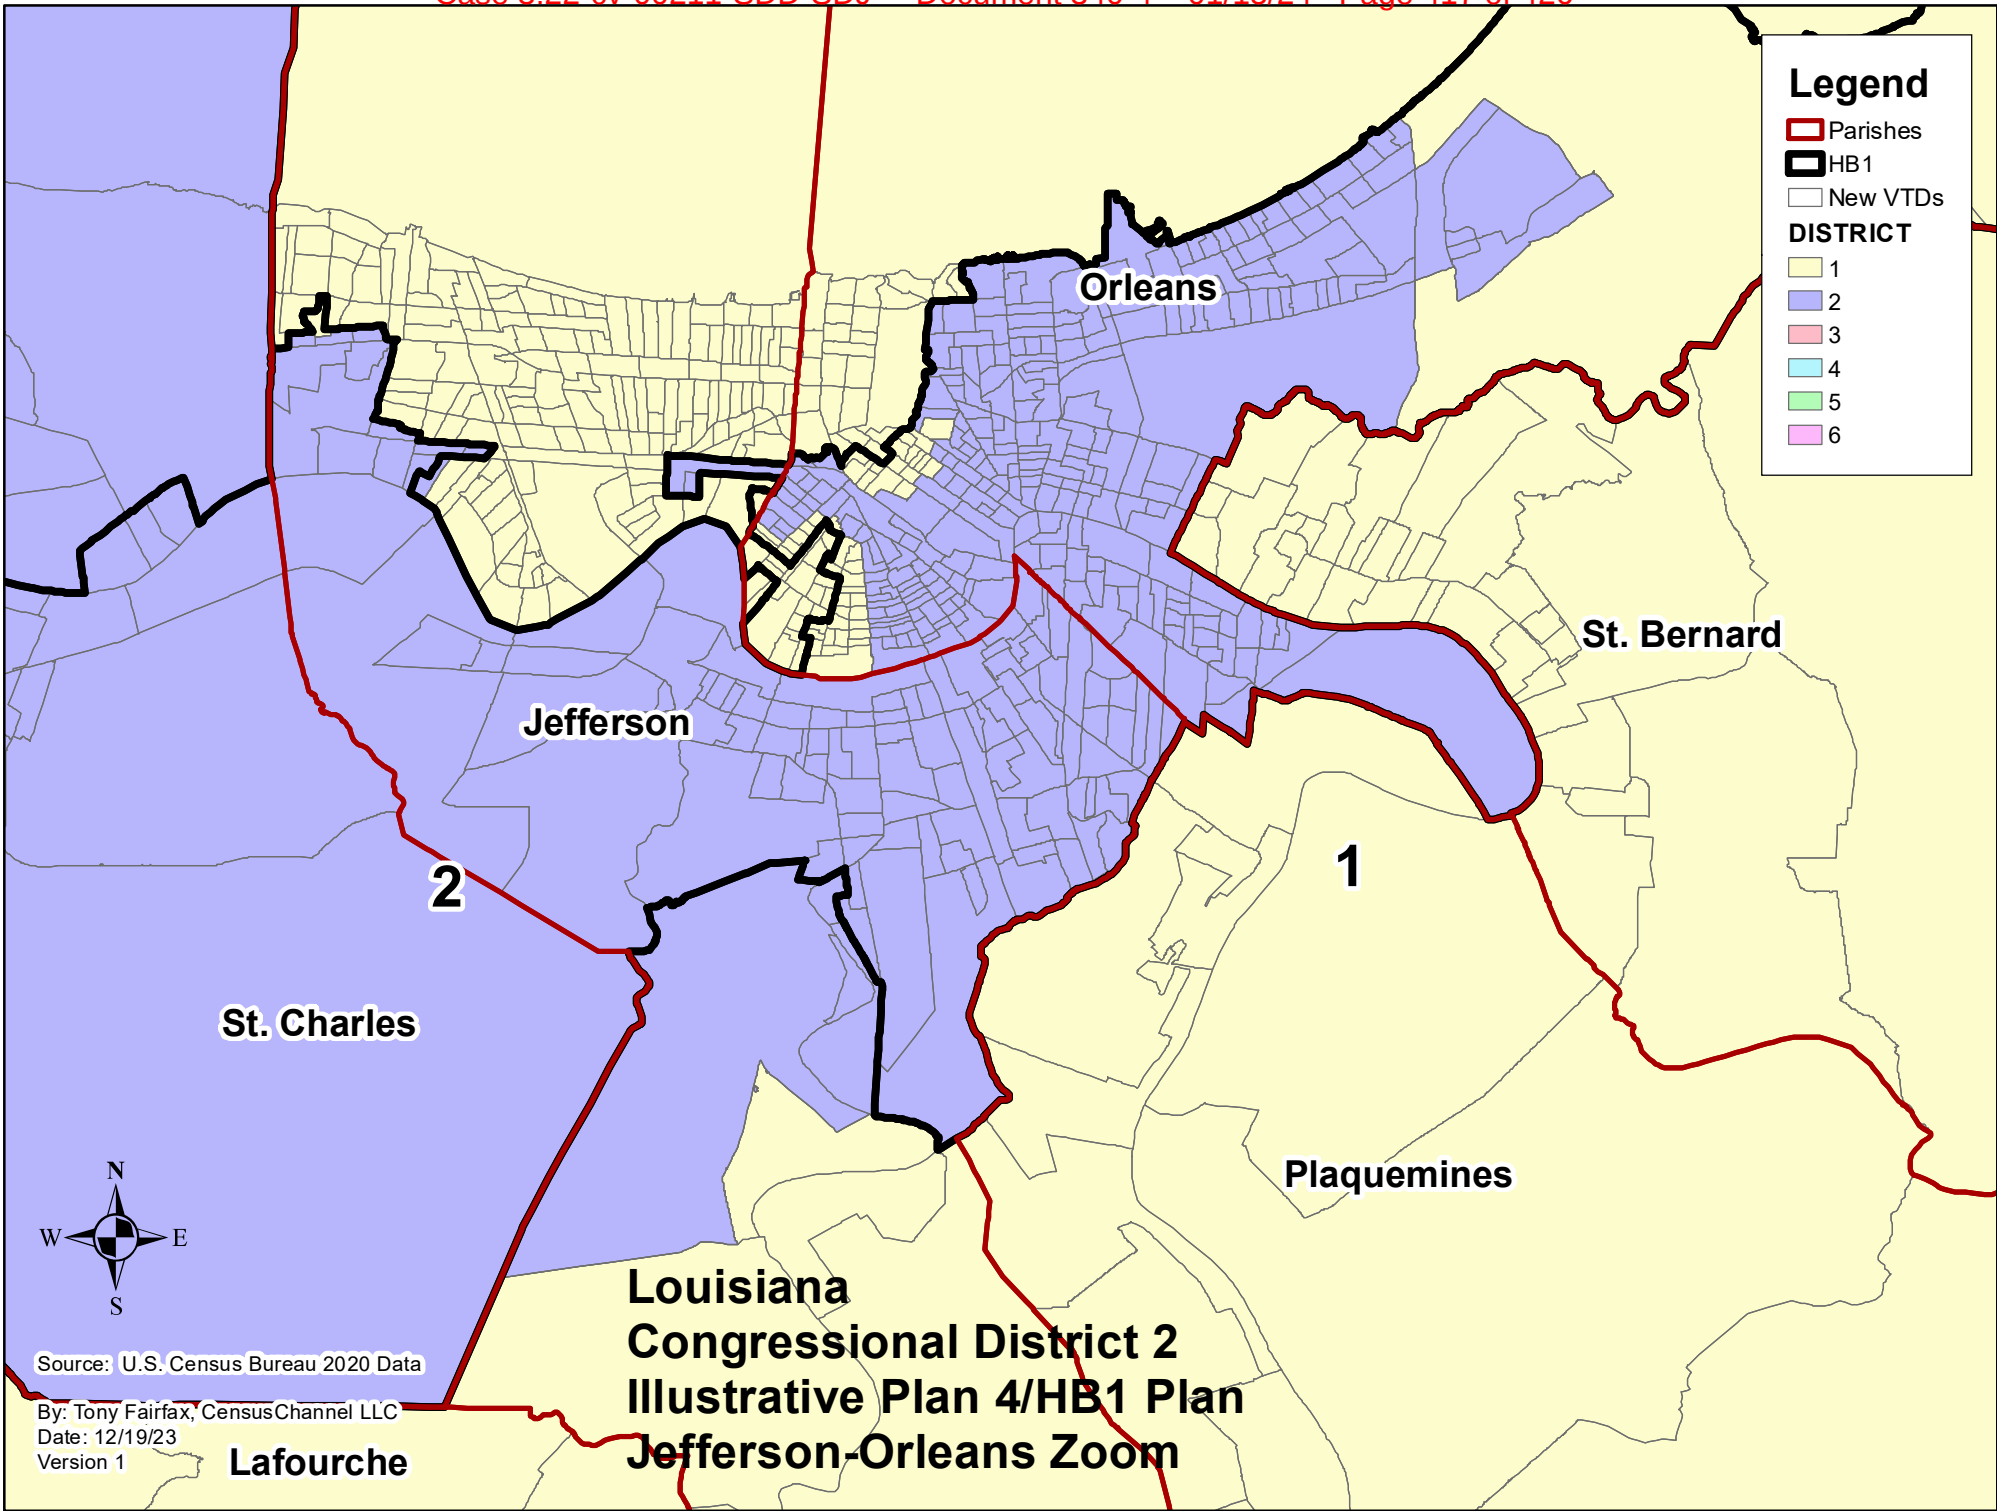 Legend
Parishes
HB1
New VTDs
DISTRICT
1
2
3
4
5
6
Orleans
St. Bernard
Jefferson
2
1
St. Charles
Plaquemines
N
W E
S
Louisiana
Congressional District 2
Illustrative Plan 4/HB1 Plan
Jefferson-Orleans Zoom
Source: U.S. Census Bureau 2020 Data
By: Tony Fairfax, CensusChannel LLC
Date: 12/19/23
Version 1
Lafourche